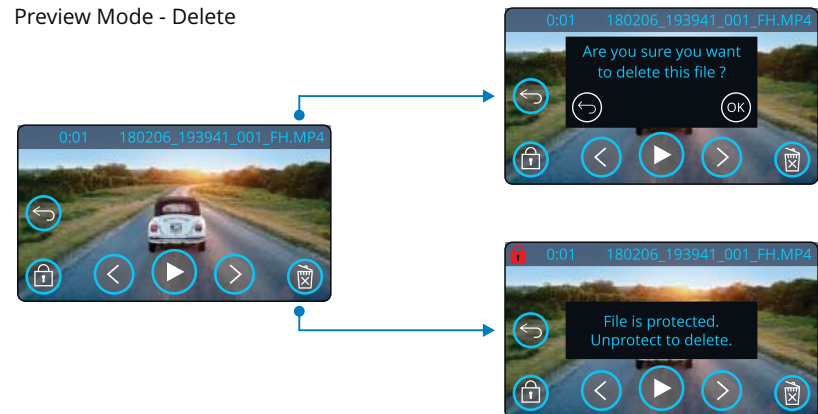 Preview Mode - Delete
0:01 180206_193941_001_FH.MP4
Are you sure you want
to delete this file ?
OK
0:01 180206_193941_001_FH.MP4
0:01 180206_193941_001_FH.MP4
File is protected.
Unprotect to delete.